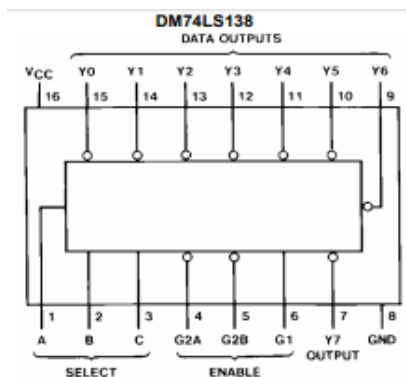 DM74LS138
DATA OUTPUTS
VCC Y0 Y1 Y2 Y3 Y4 Y5 Y6
16 15 14 13 12 11 10 9
1 2 3 4 5 6 7 8
A B C G2A G2B G1 Y7 GND
OUTPUT
SELECT ENABLE